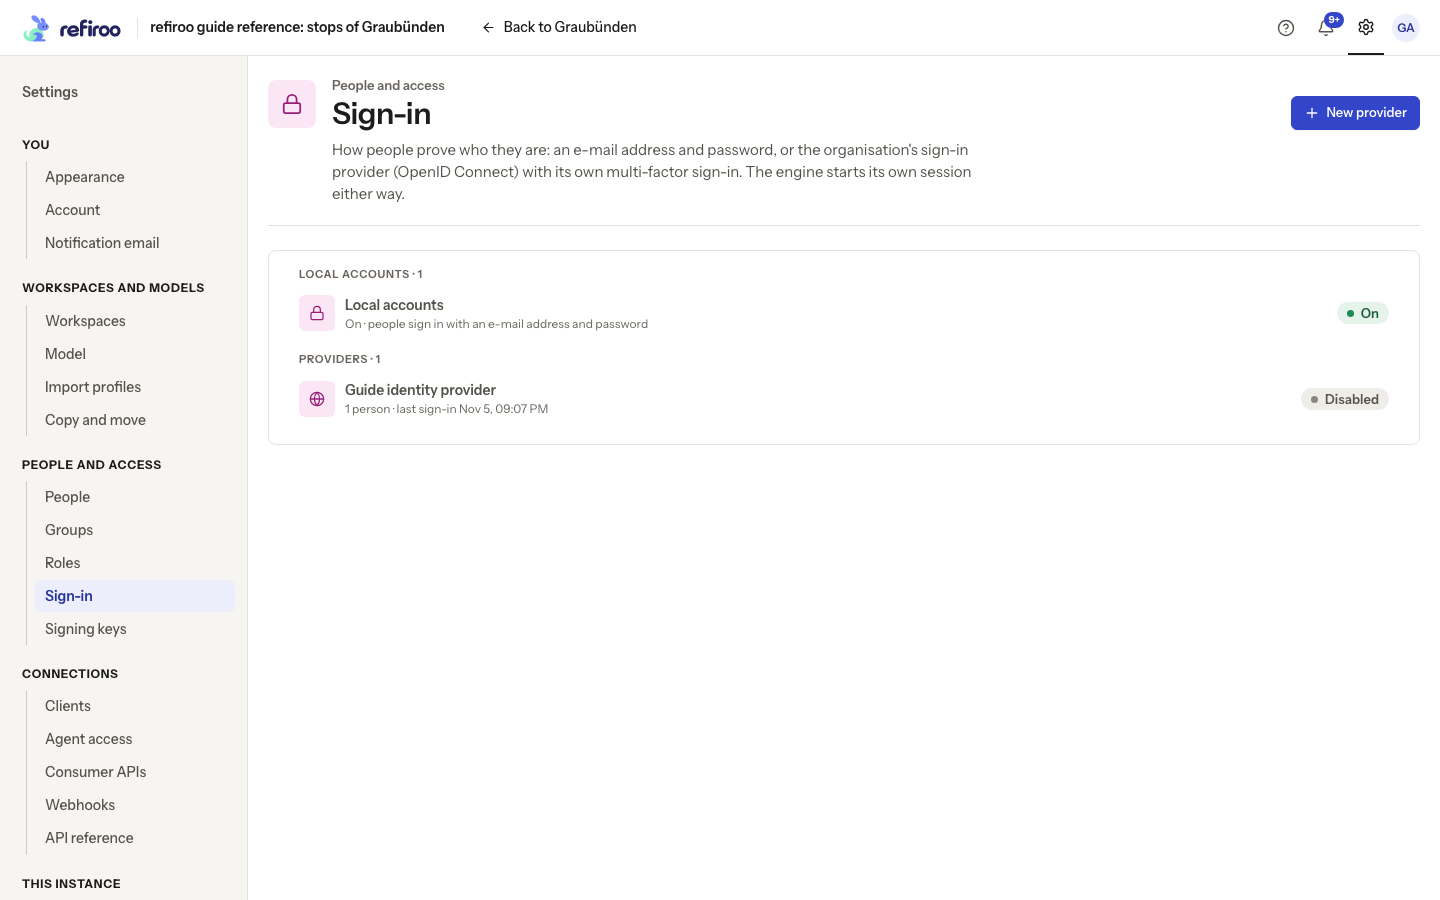 refiroo
refiroo guide reference: stops of Graubünden
Back to Graubünden
9+
GA
Settings
YOU
Appearance
Account
Notification email
WORKSPACES AND MODELS
Workspaces
Model
Import profiles
Copy and move
PEOPLE AND ACCESS
People
Groups
Roles
Sign-in
Signing keys
CONNECTIONS
Clients
Agent access
Consumer APIs
Webhooks
API reference
THIS INSTANCE
People and access
Sign-in
How people prove who they are: an e-mail address and password, or the organisation's sign-in
provider (OpenID Connect) with its own multi-factor sign-in. The engine starts its own session
either way.
New provider
LOCAL ACCOUNTS · 1
Local accounts
On · people sign in with an e-mail address and password
On
PROVIDERS · 1
Guide identity provider
1 person · last sign-in Nov 5, 09:07 PM
Disabled